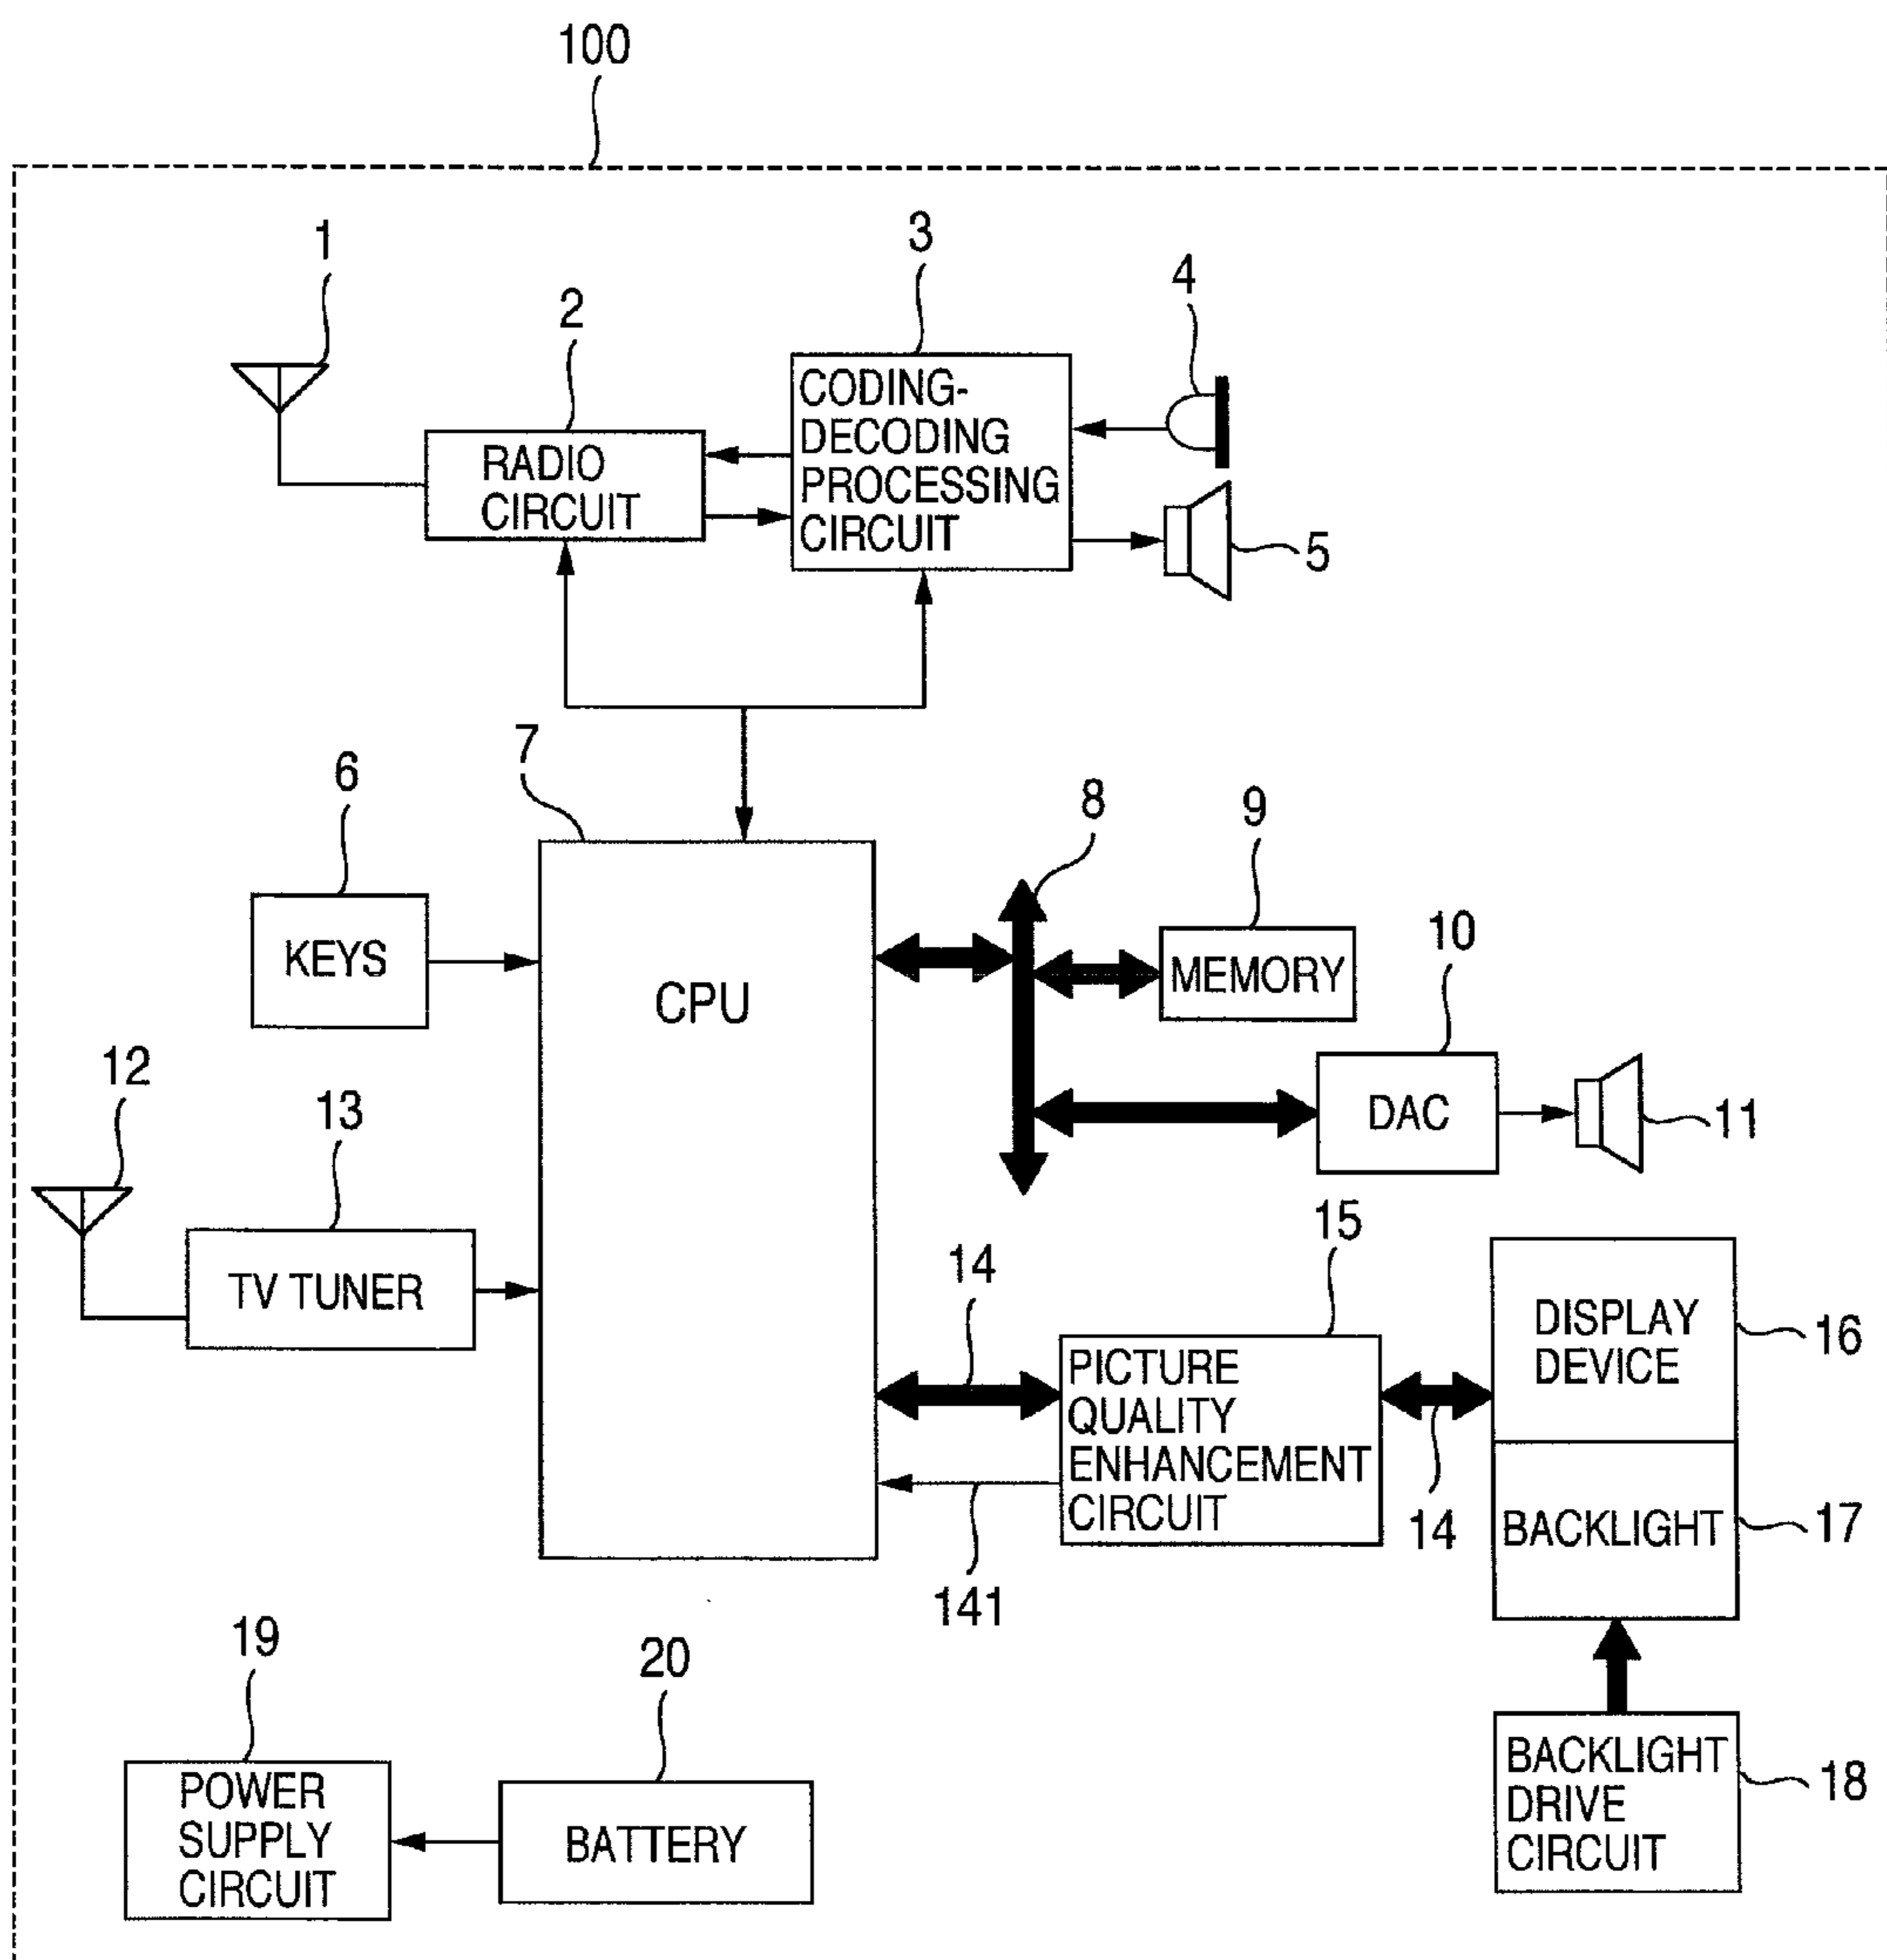 100
1
2
3
4
RADIO
CIRCUIT
CODING-
DECODING
PROCESSING
CIRCUIT
5
6
7
8
9
KEYS
CPU
MEMORY
10
DAC
11
12
13
TV TUNER
14
15
PICTURE
QUALITY
ENHANCEMENT
CIRCUIT
141
14
DISPLAY
DEVICE
16
BACKLIGHT
17
BACKLIGHT
DRIVE
CIRCUIT
18
19
POWER
SUPPLY
CIRCUIT
20
BATTERY